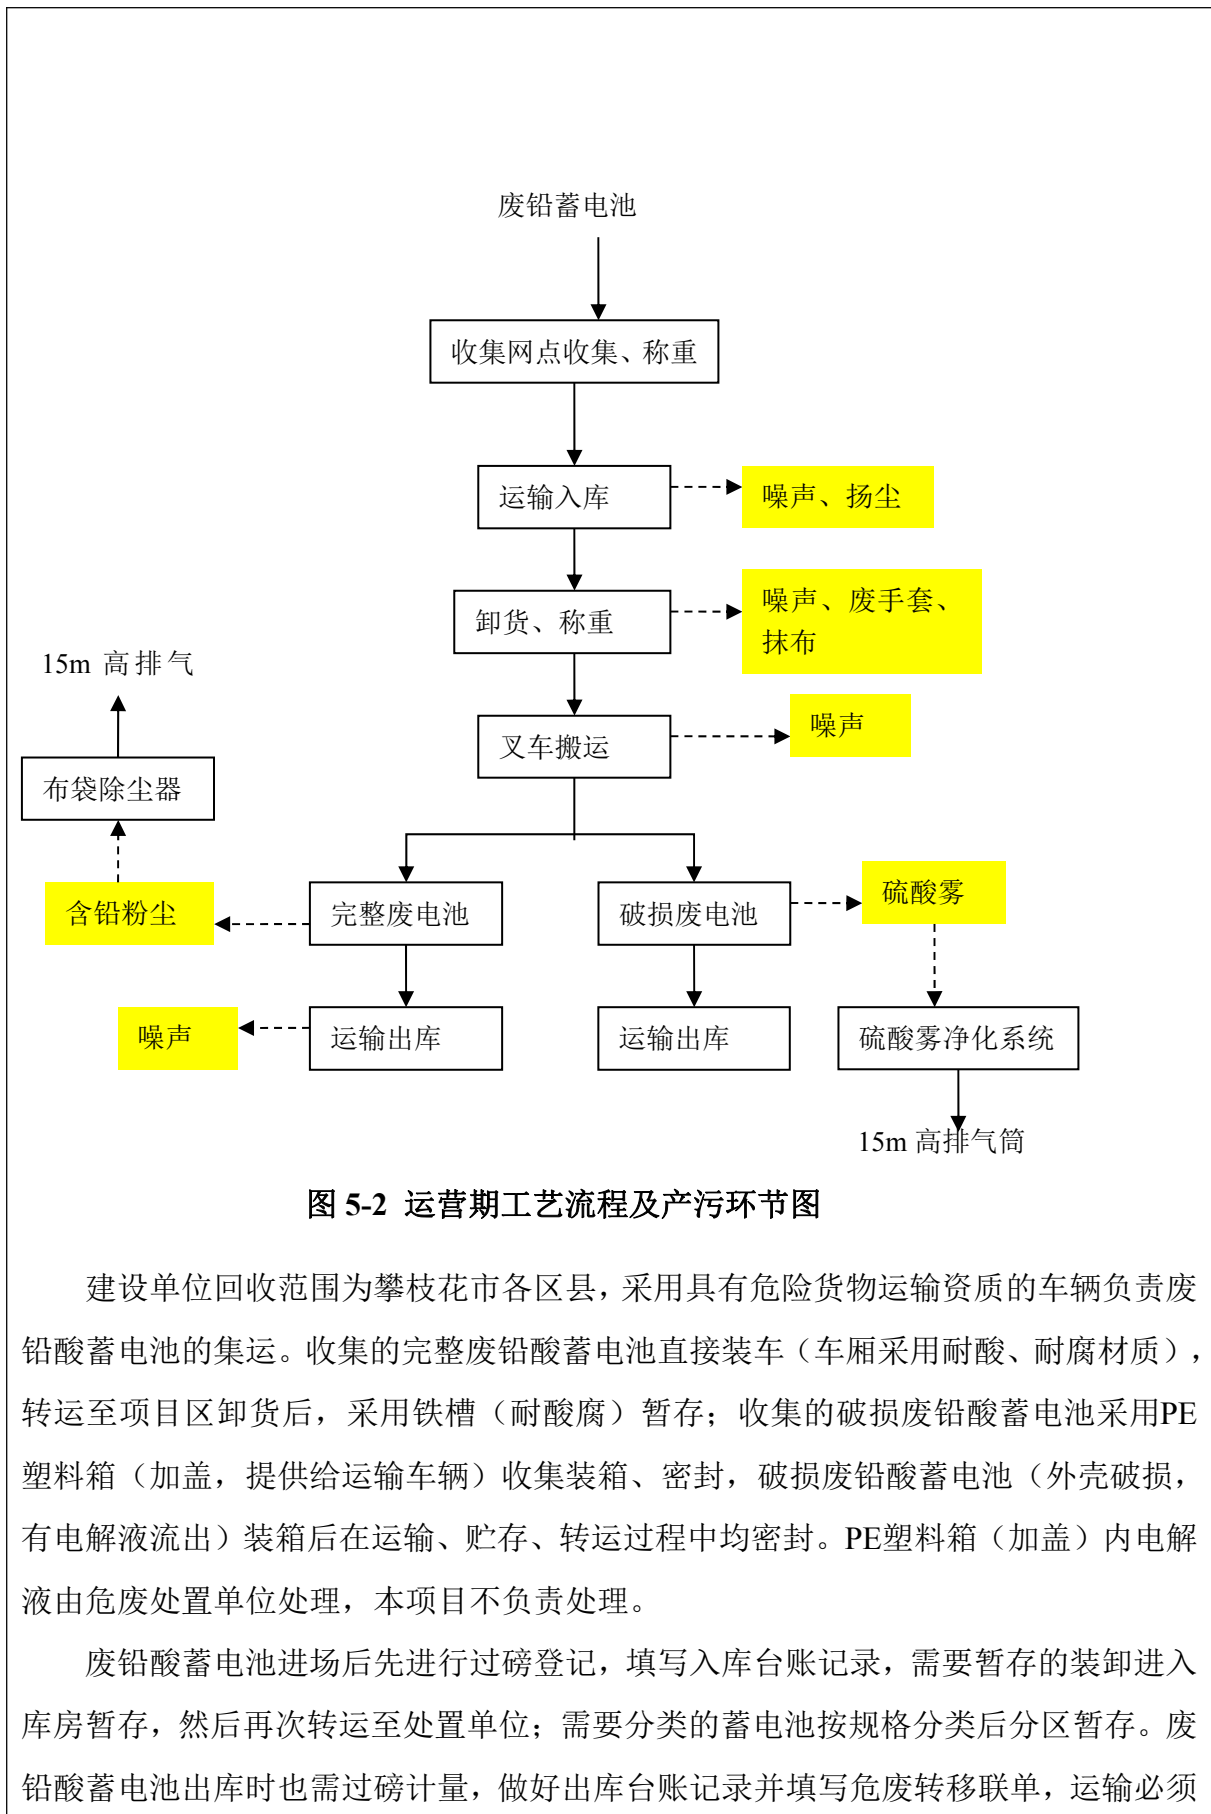 废铅蓄电池
收集网点收集、称重
运输入库
噪声、扬尘
卸货、称重
噪声、废手套、
抹布
15m 高排气
叉车搬运
噪声
布袋除尘器
含铅粉尘
完整废电池
破损废电池
硫酸雾
噪声
运输出库
运输出库
硫酸雾净化系统
15m 高排气筒
图 5-2 运营期工艺流程及产污环节图
建设单位回收范围为攀枝花市各区县，采用具有危险货物运输资质的车辆负责废
铅酸蓄电池的集运。收集的完整废铅酸蓄电池直接装车（车厢采用耐酸、耐腐材质），
转运至项目区卸货后，采用铁槽（耐酸腐）暂存；收集的破损废铅酸蓄电池采用PE
塑料箱（加盖，提供给运输车辆）收集装箱、密封，破损废铅酸蓄电池（外壳破损，
有电解液流出）装箱后在运输、贮存、转运过程中均密封。PE塑料箱（加盖）内电解
液由危废处置单位处理，本项目不负责处理。
废铅酸蓄电池进场后先进行过磅登记，填写入库台账记录，需要暂存的装卸进入
库房暂存，然后再次转运至处置单位；需要分类的蓄电池按规格分类后分区暂存。废
铅酸蓄电池出库时也需过磅计量，做好出库台账记录并填写危废转移联单，运输必须